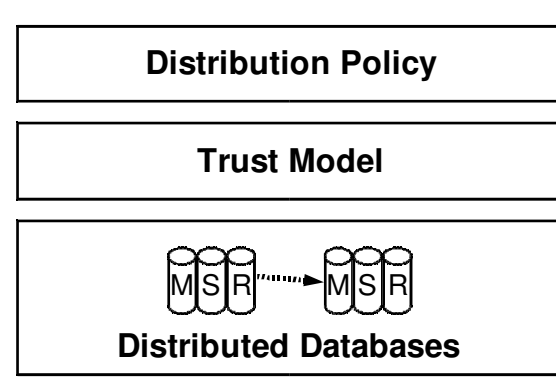 Distribution Policy
Trust Model
M S R M S R
Distributed Databases